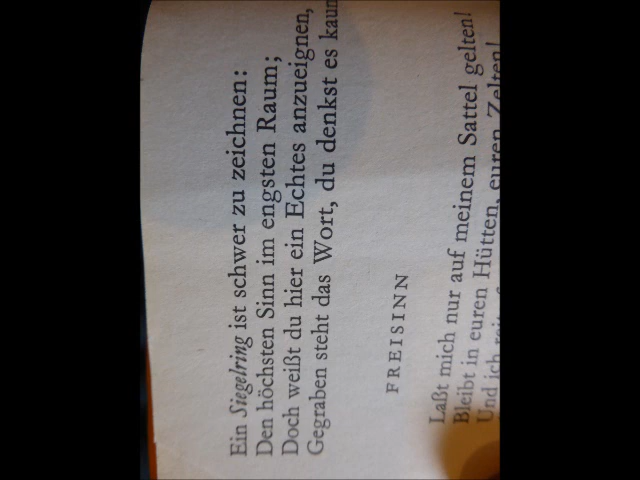 Ein Siegelring ist schwer zu zeichnen:
Den höchsten Sinn im engsten Raum;
Doch weißt du hier ein Echtes anzueignen,
Gegraben steht das Wort, du denkst es kaum
FREISINN
Laßt mich nur auf meinem Sattel gelten!
Bleibt in euren Hütten, euren Zelten!
Und ich